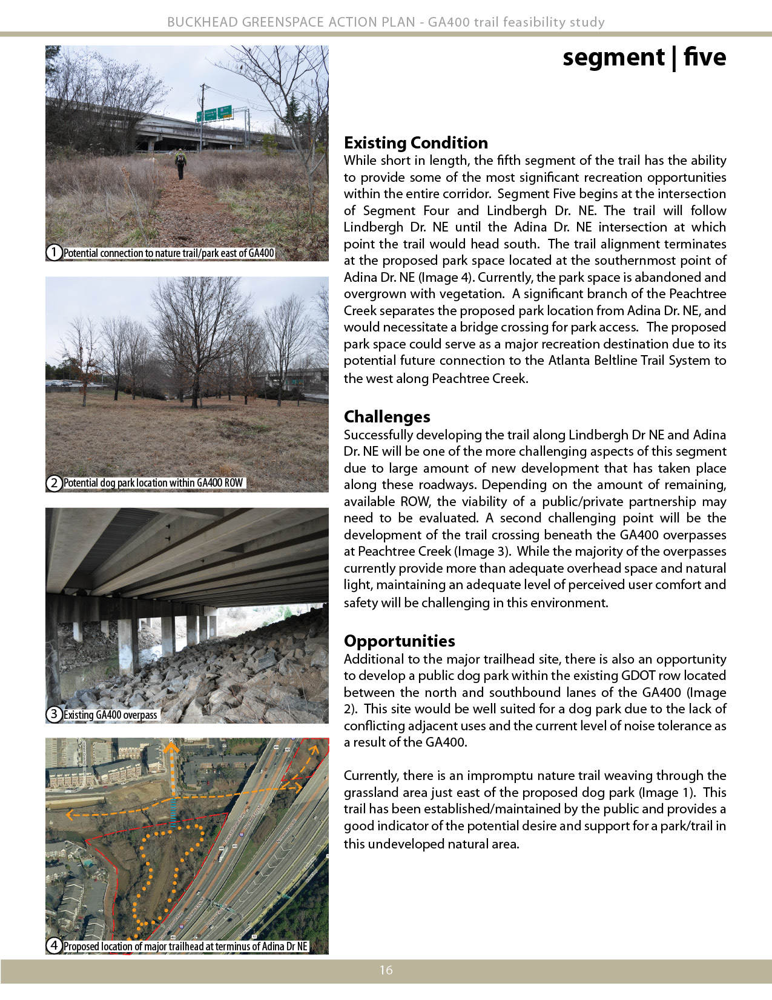 BUCKHEAD GREENSPACE ACTION PLAN - GA400 trail feasibility study
segment | five
1 Potential connection to nature trail/park east of GA400
2 Potential dog park location within GA400 ROW
3 Existing GA400 overpass
4 Proposed location of major trailhead at terminus of Adina Dr NE
Existing Condition
While short in length, the fifth segment of the trail has the ability
to provide some of the most significant recreation opportunities
within the entire corridor.  Segment Five begins at the intersection
of Segment Four and Lindbergh Dr. NE. The trail will follow
Lindbergh Dr. NE until the Adina Dr. NE intersection at which
point the trail would head south.  The trail alignment terminates
at the proposed park space located at the southernmost point of
Adina Dr. NE (Image 4). Currently, the park space is abandoned and
overgrown with vegetation.  A significant branch of the Peachtree
Creek separates the proposed park location from Adina Dr. NE, and
would necessitate a bridge crossing for park access.   The proposed
park space could serve as a major recreation destination due to its
potential future connection to the Atlanta Beltline Trail System to
the west along Peachtree Creek.
Challenges
Successfully developing the trail along Lindbergh Dr NE and Adina
Dr. NE will be one of the more challenging aspects of this segment
due to large amount of new development that has taken place
along these roadways. Depending on the amount of remaining,
available ROW, the viability of a public/private partnership may
need to be evaluated. A second challenging point will be the
development of the trail crossing beneath the GA400 overpasses
at Peachtree Creek (Image 3).  While the majority of the overpasses
currently provide more than adequate overhead space and natural
light, maintaining an adequate level of perceived user comfort and
safety will be challenging in this environment.
Opportunities
Additional to the major trailhead site, there is also an opportunity
to develop a public dog park within the existing GDOT row located
between the north and southbound lanes of the GA400 (Image
2).  This site would be well suited for a dog park due to the lack of
conflicting adjacent uses and the current level of noise tolerance as
a result of the GA400.
Currently, there is an impromptu nature trail weaving through the
grassland area just east of the proposed dog park (Image 1).  This
trail has been established/maintained by the public and provides a
good indicator of the potential desire and support for a park/trail in
this undeveloped natural area.
16